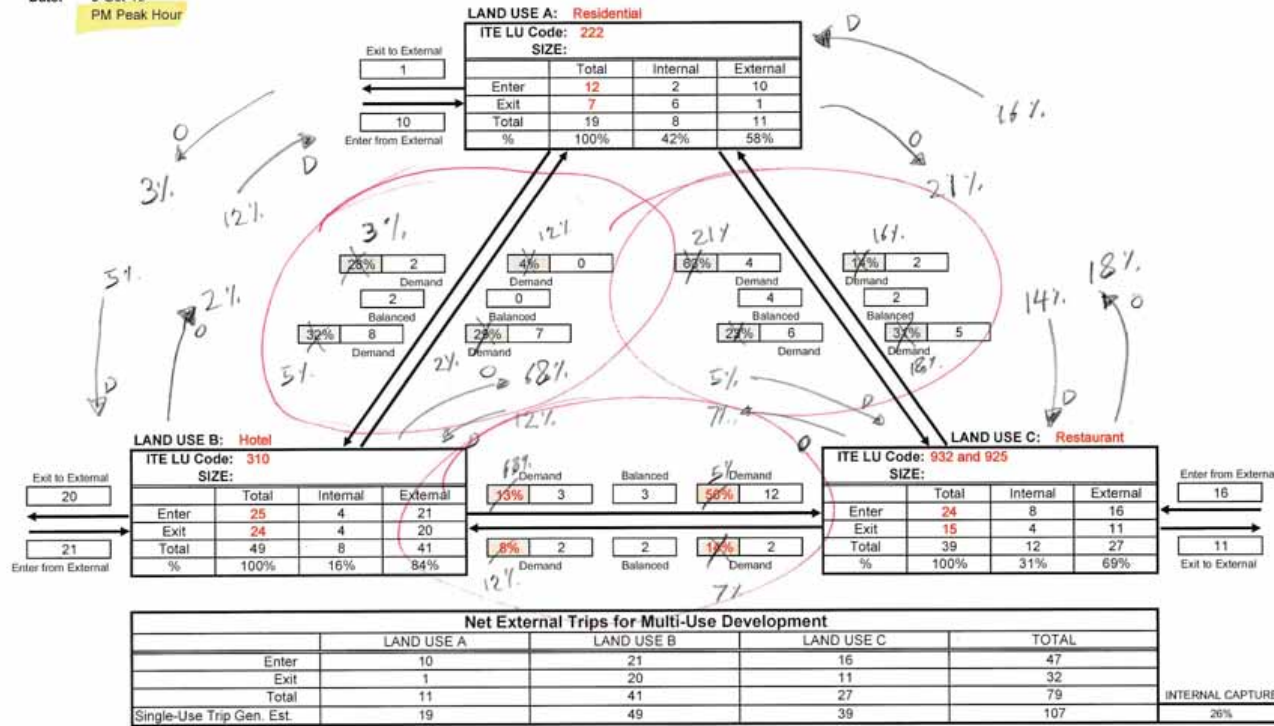 PM Peak Hour
LAND USE A: Residential
ITE LU Code: 222
SIZE:
Total Internal External
Enter 12 2 10
Exit 7 6 1
Total 19 8 11
% 100% 42% 58%
Exit to External
1
10
Enter from External
D
16%
O
21%
O
3%
D
12%
3%
12%
21%
16%
2
4%
0
4
14%
2
Demand
Demand
Demand
Demand
2
0
4
2
Balanced
Balanced
Balanced
32%
8
7
6
5
Demand
Demand
Demand
Demand
5%
2%
18%
5%
D
2%
O
14%
D
18%
O
O
68%
D
12%
5%
D
7%
O
LAND USE B: Hotel
ITE LU Code: 310
SIZE:
Total Internal External
Enter 25 4 21
Exit 24 4 20
Total 49 8 41
% 100% 16% 84%
Exit to External
20
21
Enter from External
68%
5%
Demand Balanced Demand
13% 3 3 12
8% 2 2 2
Demand Balanced Demand
12%
7%
LAND USE C: Restaurant
ITE LU Code: 932 and 925
SIZE:
Total Internal External
Enter 24 8 16
Exit 15 4 11
Total 39 12 27
% 100% 31% 69%
Enter from External
16
11
Exit to External
Net External Trips for Multi-Use Development
LAND USE A LAND USE B LAND USE C TOTAL
Enter 10 21 16 47
Exit 1 20 11 32
Total 11 41 27 79
Single-Use Trip Gen. Est. 19 49 39 107
INTERNAL CAPTURE
26%